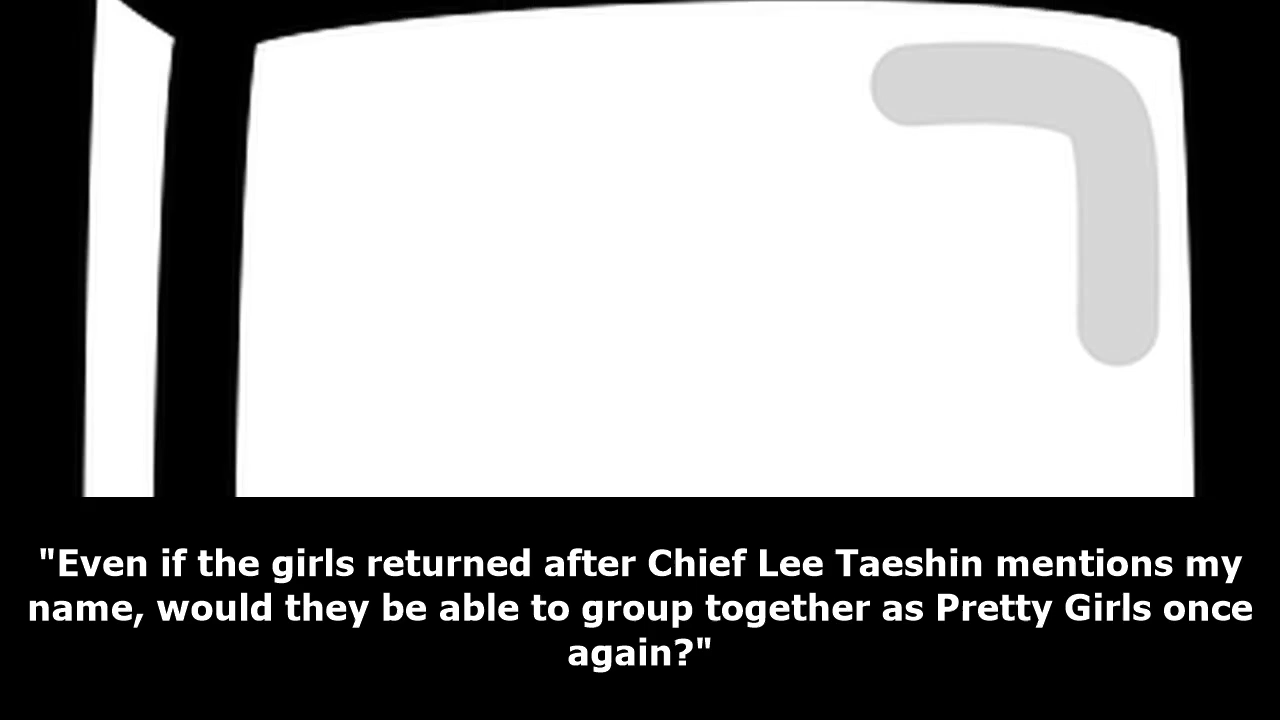 "Even if the girls returned after Chief Lee Taeshin mentions my
name, would they be able to group together as Pretty Girls once
again?"